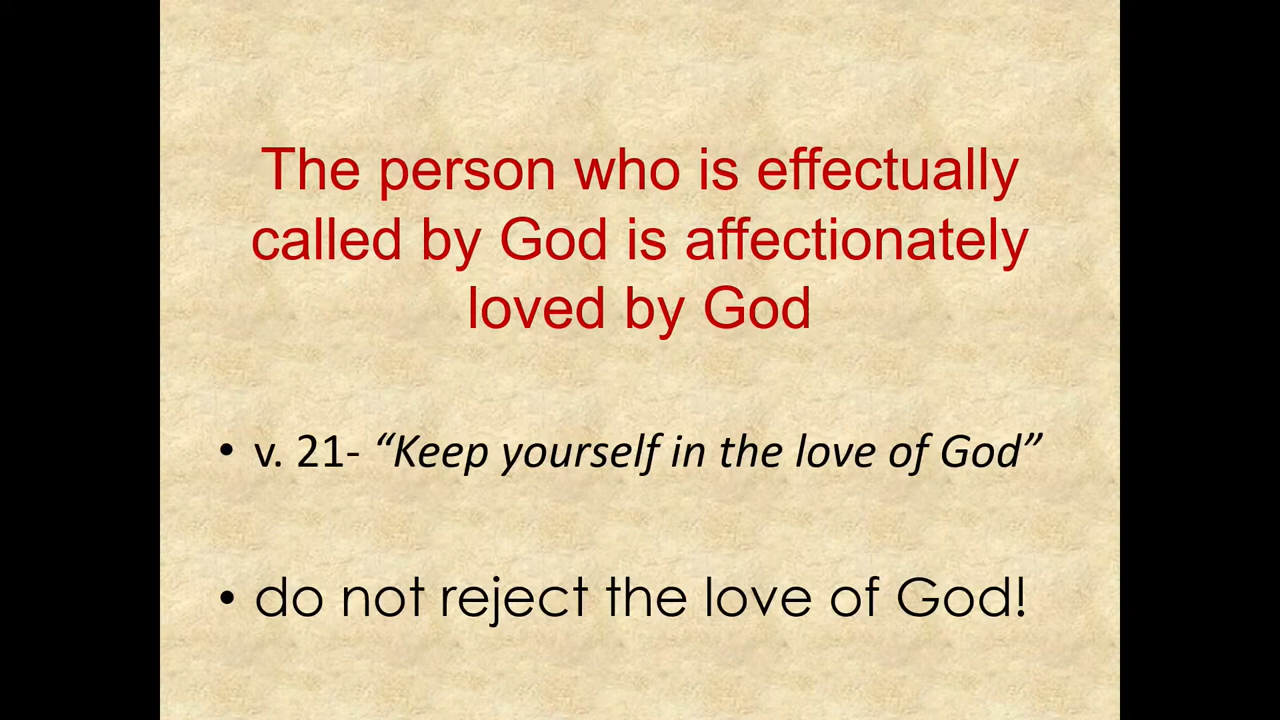 The person who is effectually
called by God is affectionately
loved by God
• v. 21- “Keep yourself in the love of God”
• do not reject the love of God!